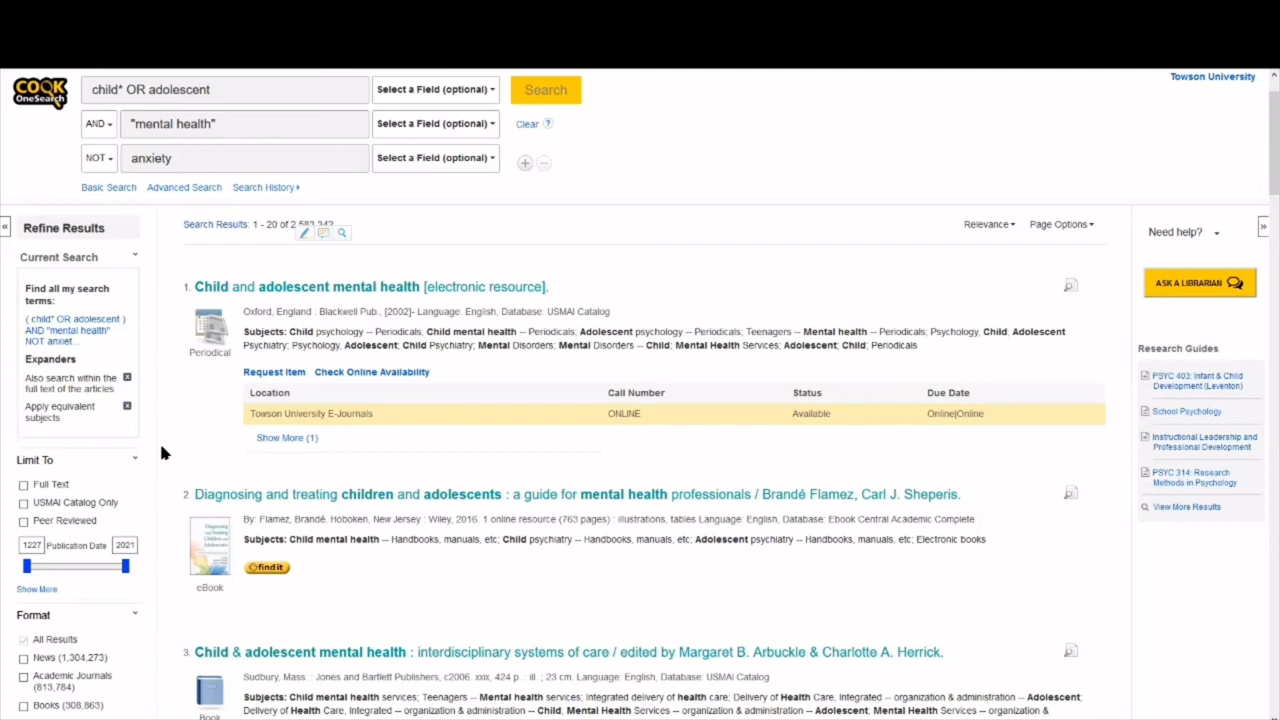 Towson University
COOK
OneSearch
child* OR adolescent
Select a Field (optional)
Search
AND
"mental health"
Select a Field (optional)
Clear
?
NOT
anxiety
Select a Field (optional)
Basic Search
Advanced Search
Search History
Refine Results
Current Search
Find all my search
terms:
( child* OR adolescent )
AND "mental health"
NOT anxiet...
Expanders
Also search within the
full text of the articles
Apply equivalent
subjects
Limit To
Full Text
USMAI Catalog Only
Peer Reviewed
1227 Publication Date 2021
Show More
Format
All Results
News (1,304,273)
Academic Journals
(813,784)
Books (308,863)
Search Results: 1 - 20 of 2,583,342
Relevance
Page Options
1. Child and adolescent mental health [electronic resource].
Oxford, England : Blackwell Pub., [2002]- Language: English, Database: USMAI Catalog
Periodical
Subjects: Child psychology -- Periodicals; Child mental health -- Periodicals; Adolescent psychology -- Periodicals; Teenagers -- Mental health -- Periodicals; Psychology, Child; Adolescent
Psychiatry; Psychology, Adolescent; Child Psychiatry; Mental Disorders; Mental Disorders -- Child; Mental Health Services; Adolescent; Child; Periodicals
Request Item
Check Online Availability
Location
Call Number
Status
Due Date
Towson University E-Journals
ONLINE
Available
Online|Online
Show More (1)
2. Diagnosing and treating children and adolescents : a guide for mental health professionals / Brandé Flamez, Carl J. Sheperis.
By: Flamez, Brandé. Hoboken, New Jersey : Wiley, 2016. 1 online resource (763 pages) : illustrations, tables Language: English, Database: Ebook Central Academic Complete
Subjects: Child mental health -- Handbooks, manuals, etc; Child psychiatry -- Handbooks, manuals, etc; Adolescent psychiatry -- Handbooks, manuals, etc; Electronic books
find it
eBook
3. Child & adolescent mental health : interdisciplinary systems of care / edited by Margaret B. Arbuckle & Charlotte A. Herrick.
Sudbury, Mass. : Jones and Bartlett Publishers, c2006. xxix, 424 p. : ill ; 23 cm. Language: English, Database: USMAI Catalog
Book
Subjects: Child mental health services; Teenagers -- Mental health services; Integrated delivery of health care; Delivery of Health Care, Integrated -- organization & administration -- Adolescent;
Delivery of Health Care, Integrated -- organization & administration -- Child; Mental Health Services -- organization & administration -- Adolescent; Mental Health Services -- organization &
Need help?
ASK A LIBRARIAN
Research Guides
PSYC 403: Infant & Child
Development (Leventon)
School Psychology
Instructional Leadership and
Professional Development
PSYC 314: Research
Methods in Psychology
View More Results